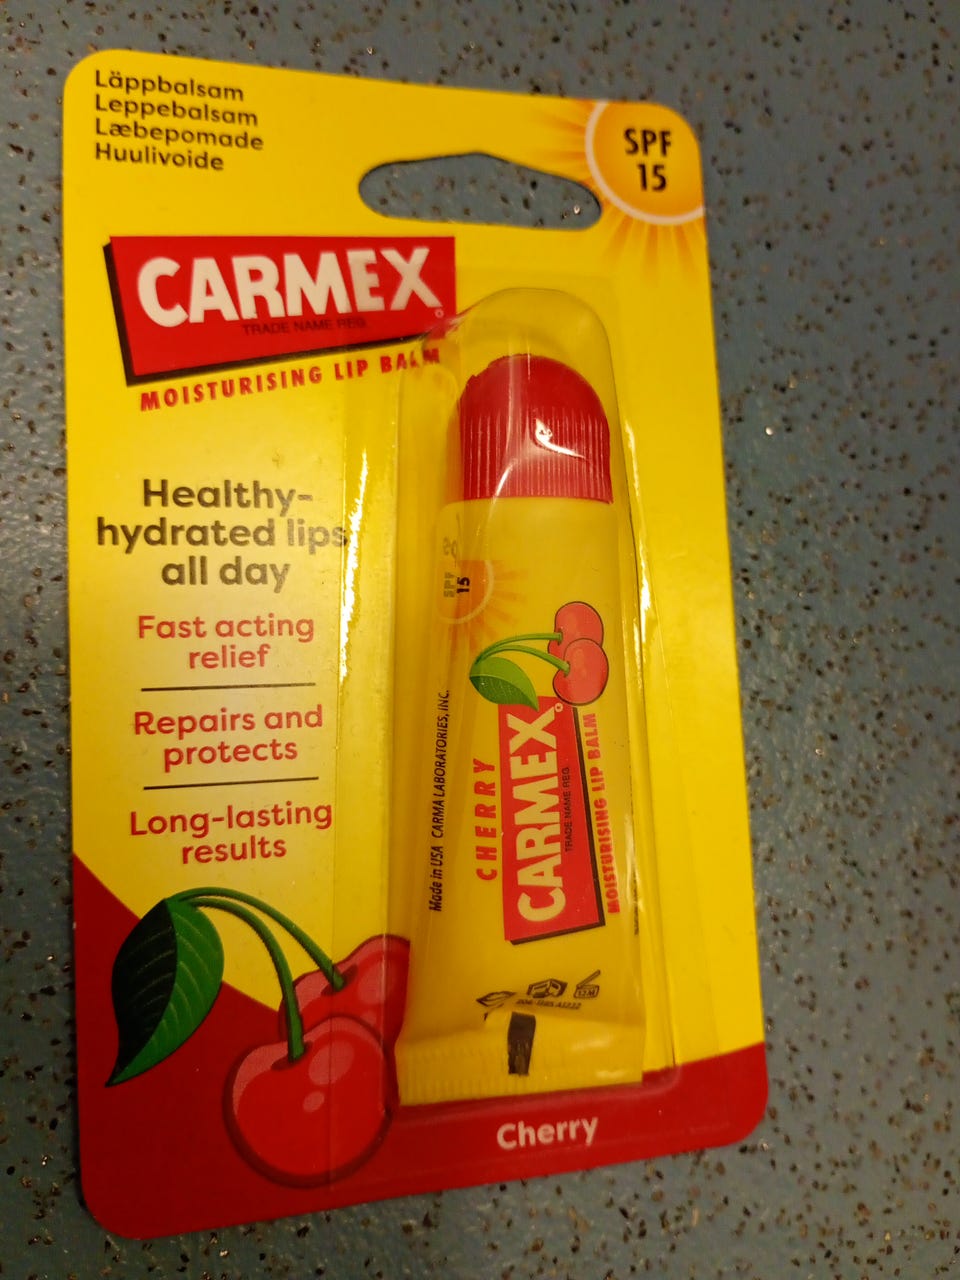 Läppbalsam
Leppebalsam
Læbepomade
Huulivoide
SPF
15
CARMEX®
TRADE NAME REG.
MOISTURISING LIP BALM
Healthy-
hydrated lips
all day
Fast acting
relief
Repairs and
protects
Long-lasting
results
SPF
15
Made in USA CARMA LABORATORIES, INC.
CHERRY
CARMEX®
TRADE NAME REG.
MOISTURISING LIP BALM
12M
Cherry